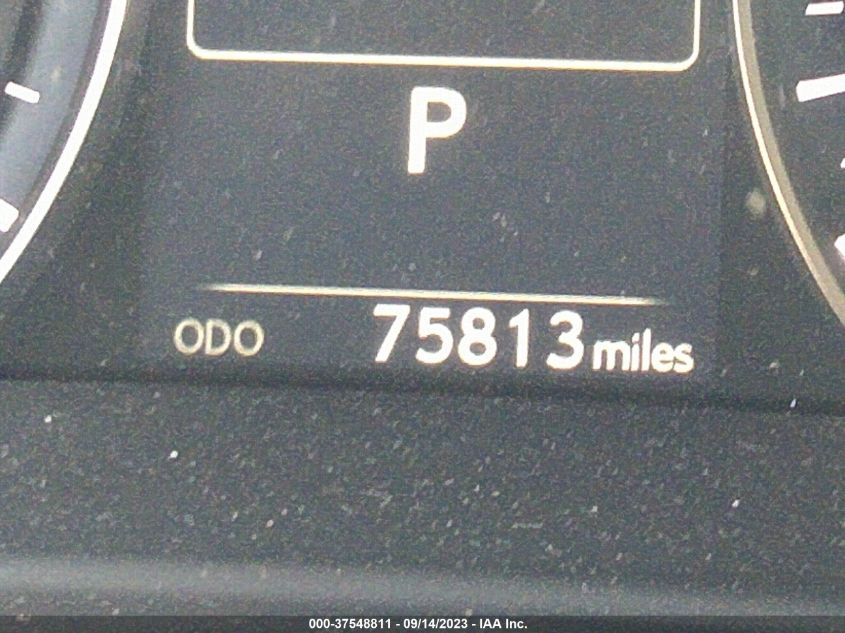 P
ODO 75813 miles
000-37548811 - 09/14/2023 - IAA Inc.